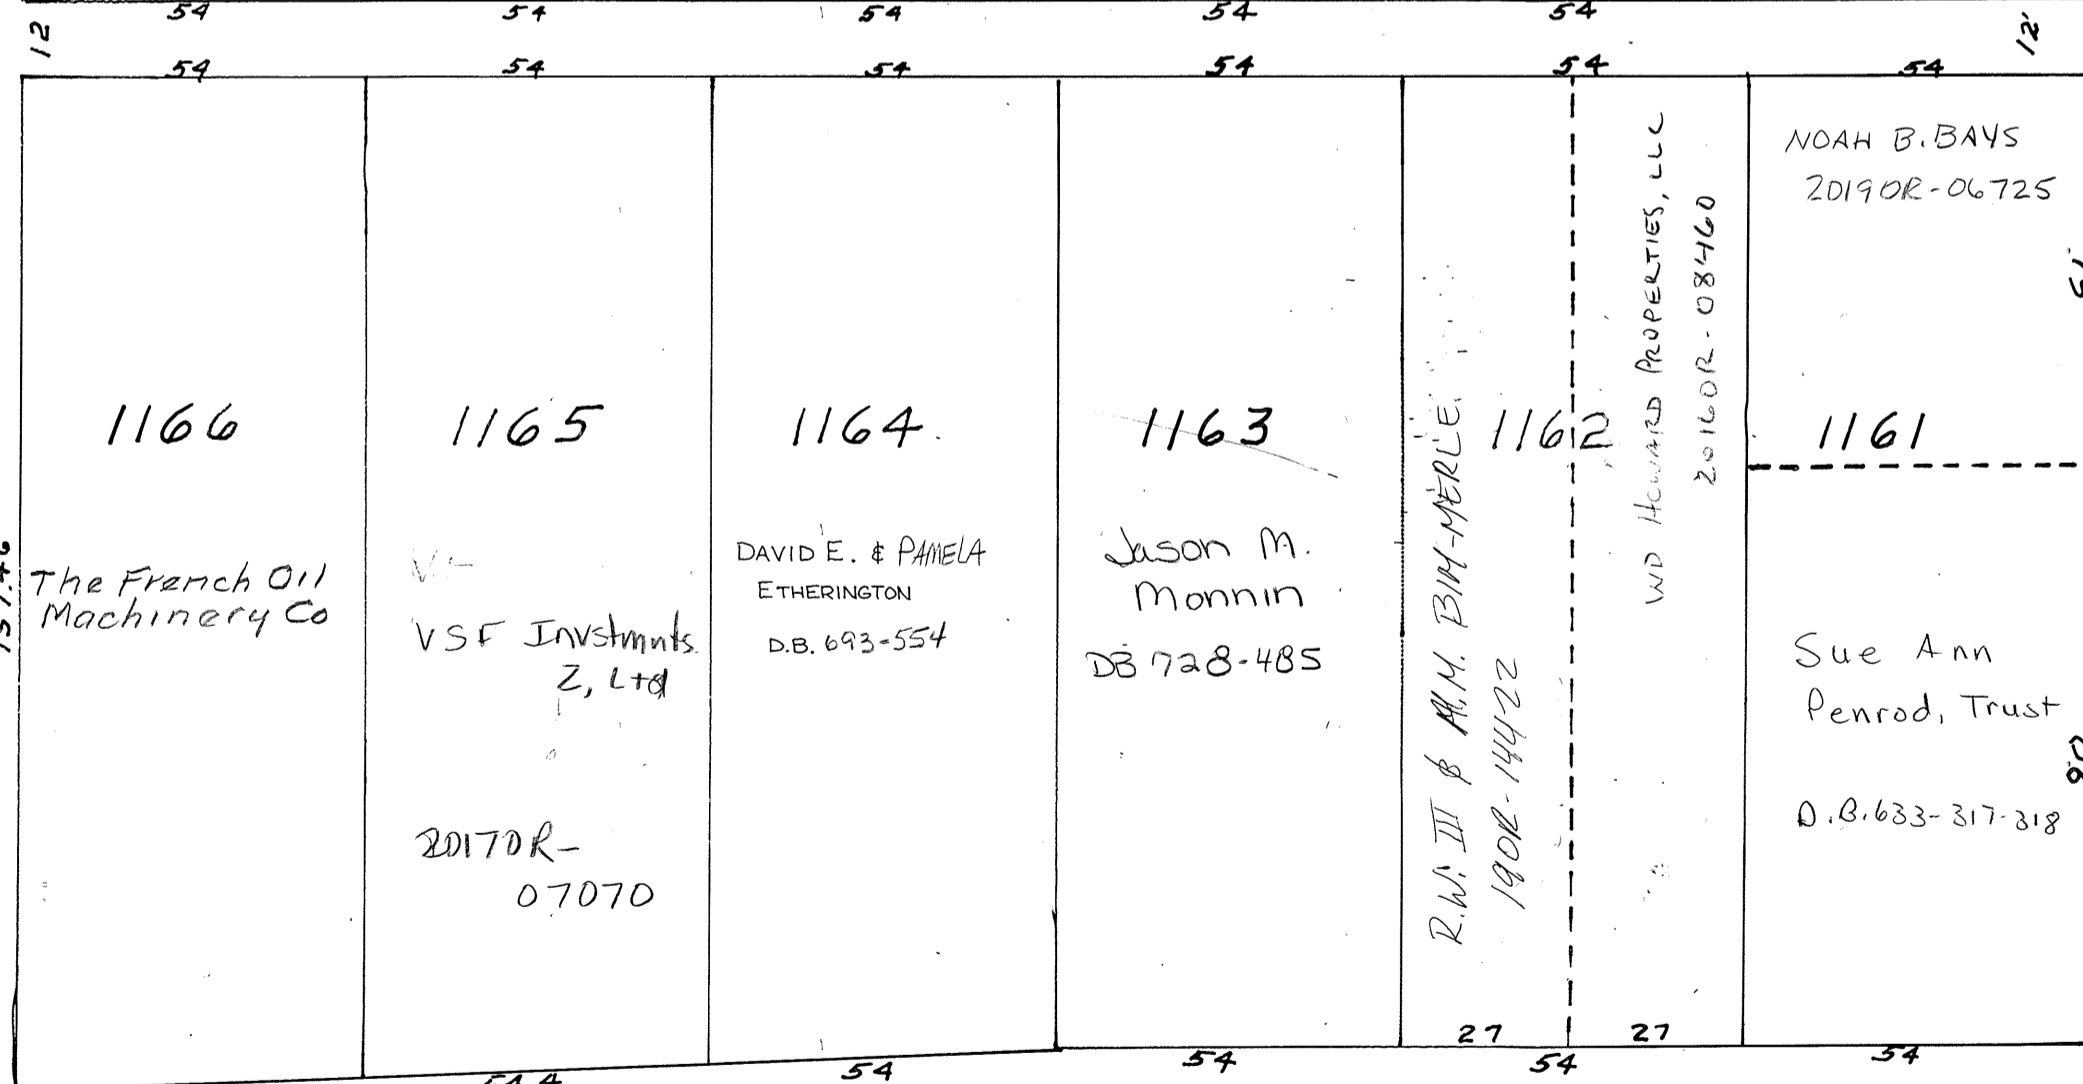 54 54 54 54 54
12 12'
54 54 54 54 54 54
1166
The French Oil
Machinery Co
1165
VSF Invstmnts
2, Ltd
2017OR-
07070
1164
DAVID E. & PAMELA
ETHERINGTON
D.B. 693-554
54
1163
Jason M.
Monnin
DB 728-485
54
1162
R.W. III & M.M. BIM-MERLE
19OR-14422
27
WD HOWARD PROPERTIES, LLC
2016OR-08460
27
54
NOAH B. BAYS
2019OR-06725
1161
Sue Ann
Penrod, Trust
D.B. 633-317-318
54